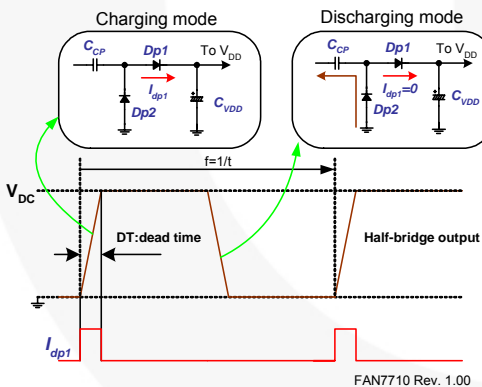 Charging mode
Discharging mode
C_CP Dp1 To V_DD
I_dp1
Dp2 C_VDD
C_CP Dp1 To V_DD
I_dp1=0
Dp2 C_VDD
f=1/t
V_DC
DT:dead time
Half-bridge output
I_dp1
FAN7710 Rev. 1.00